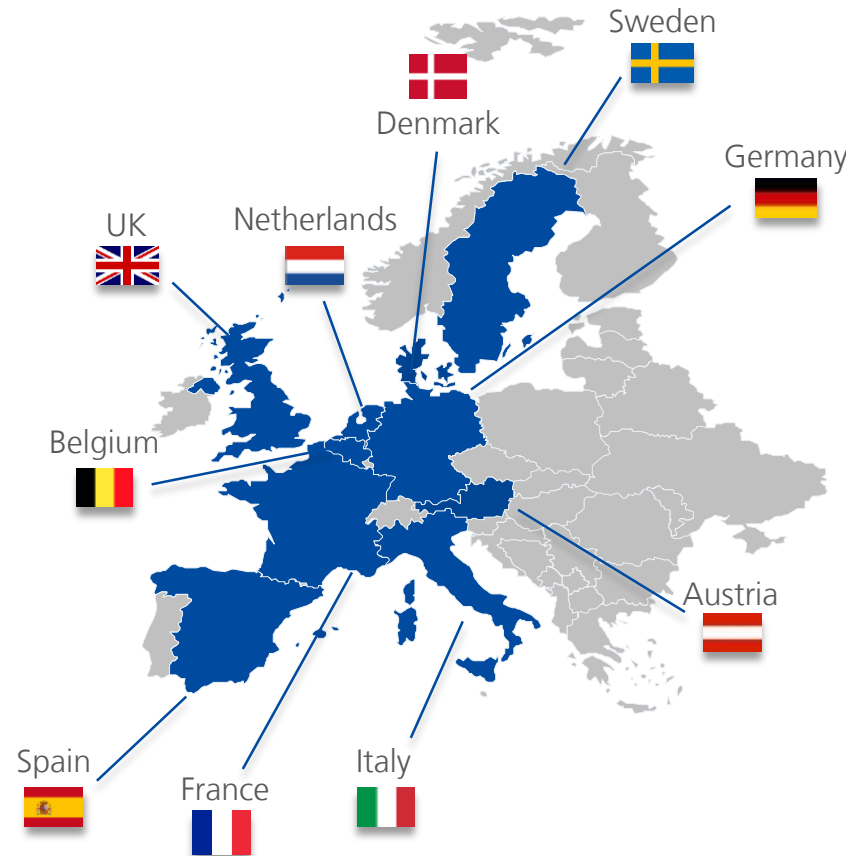 Sweden
Denmark
Germany
Netherlands
UK
Belgium
Austria
Spain
Italy
France